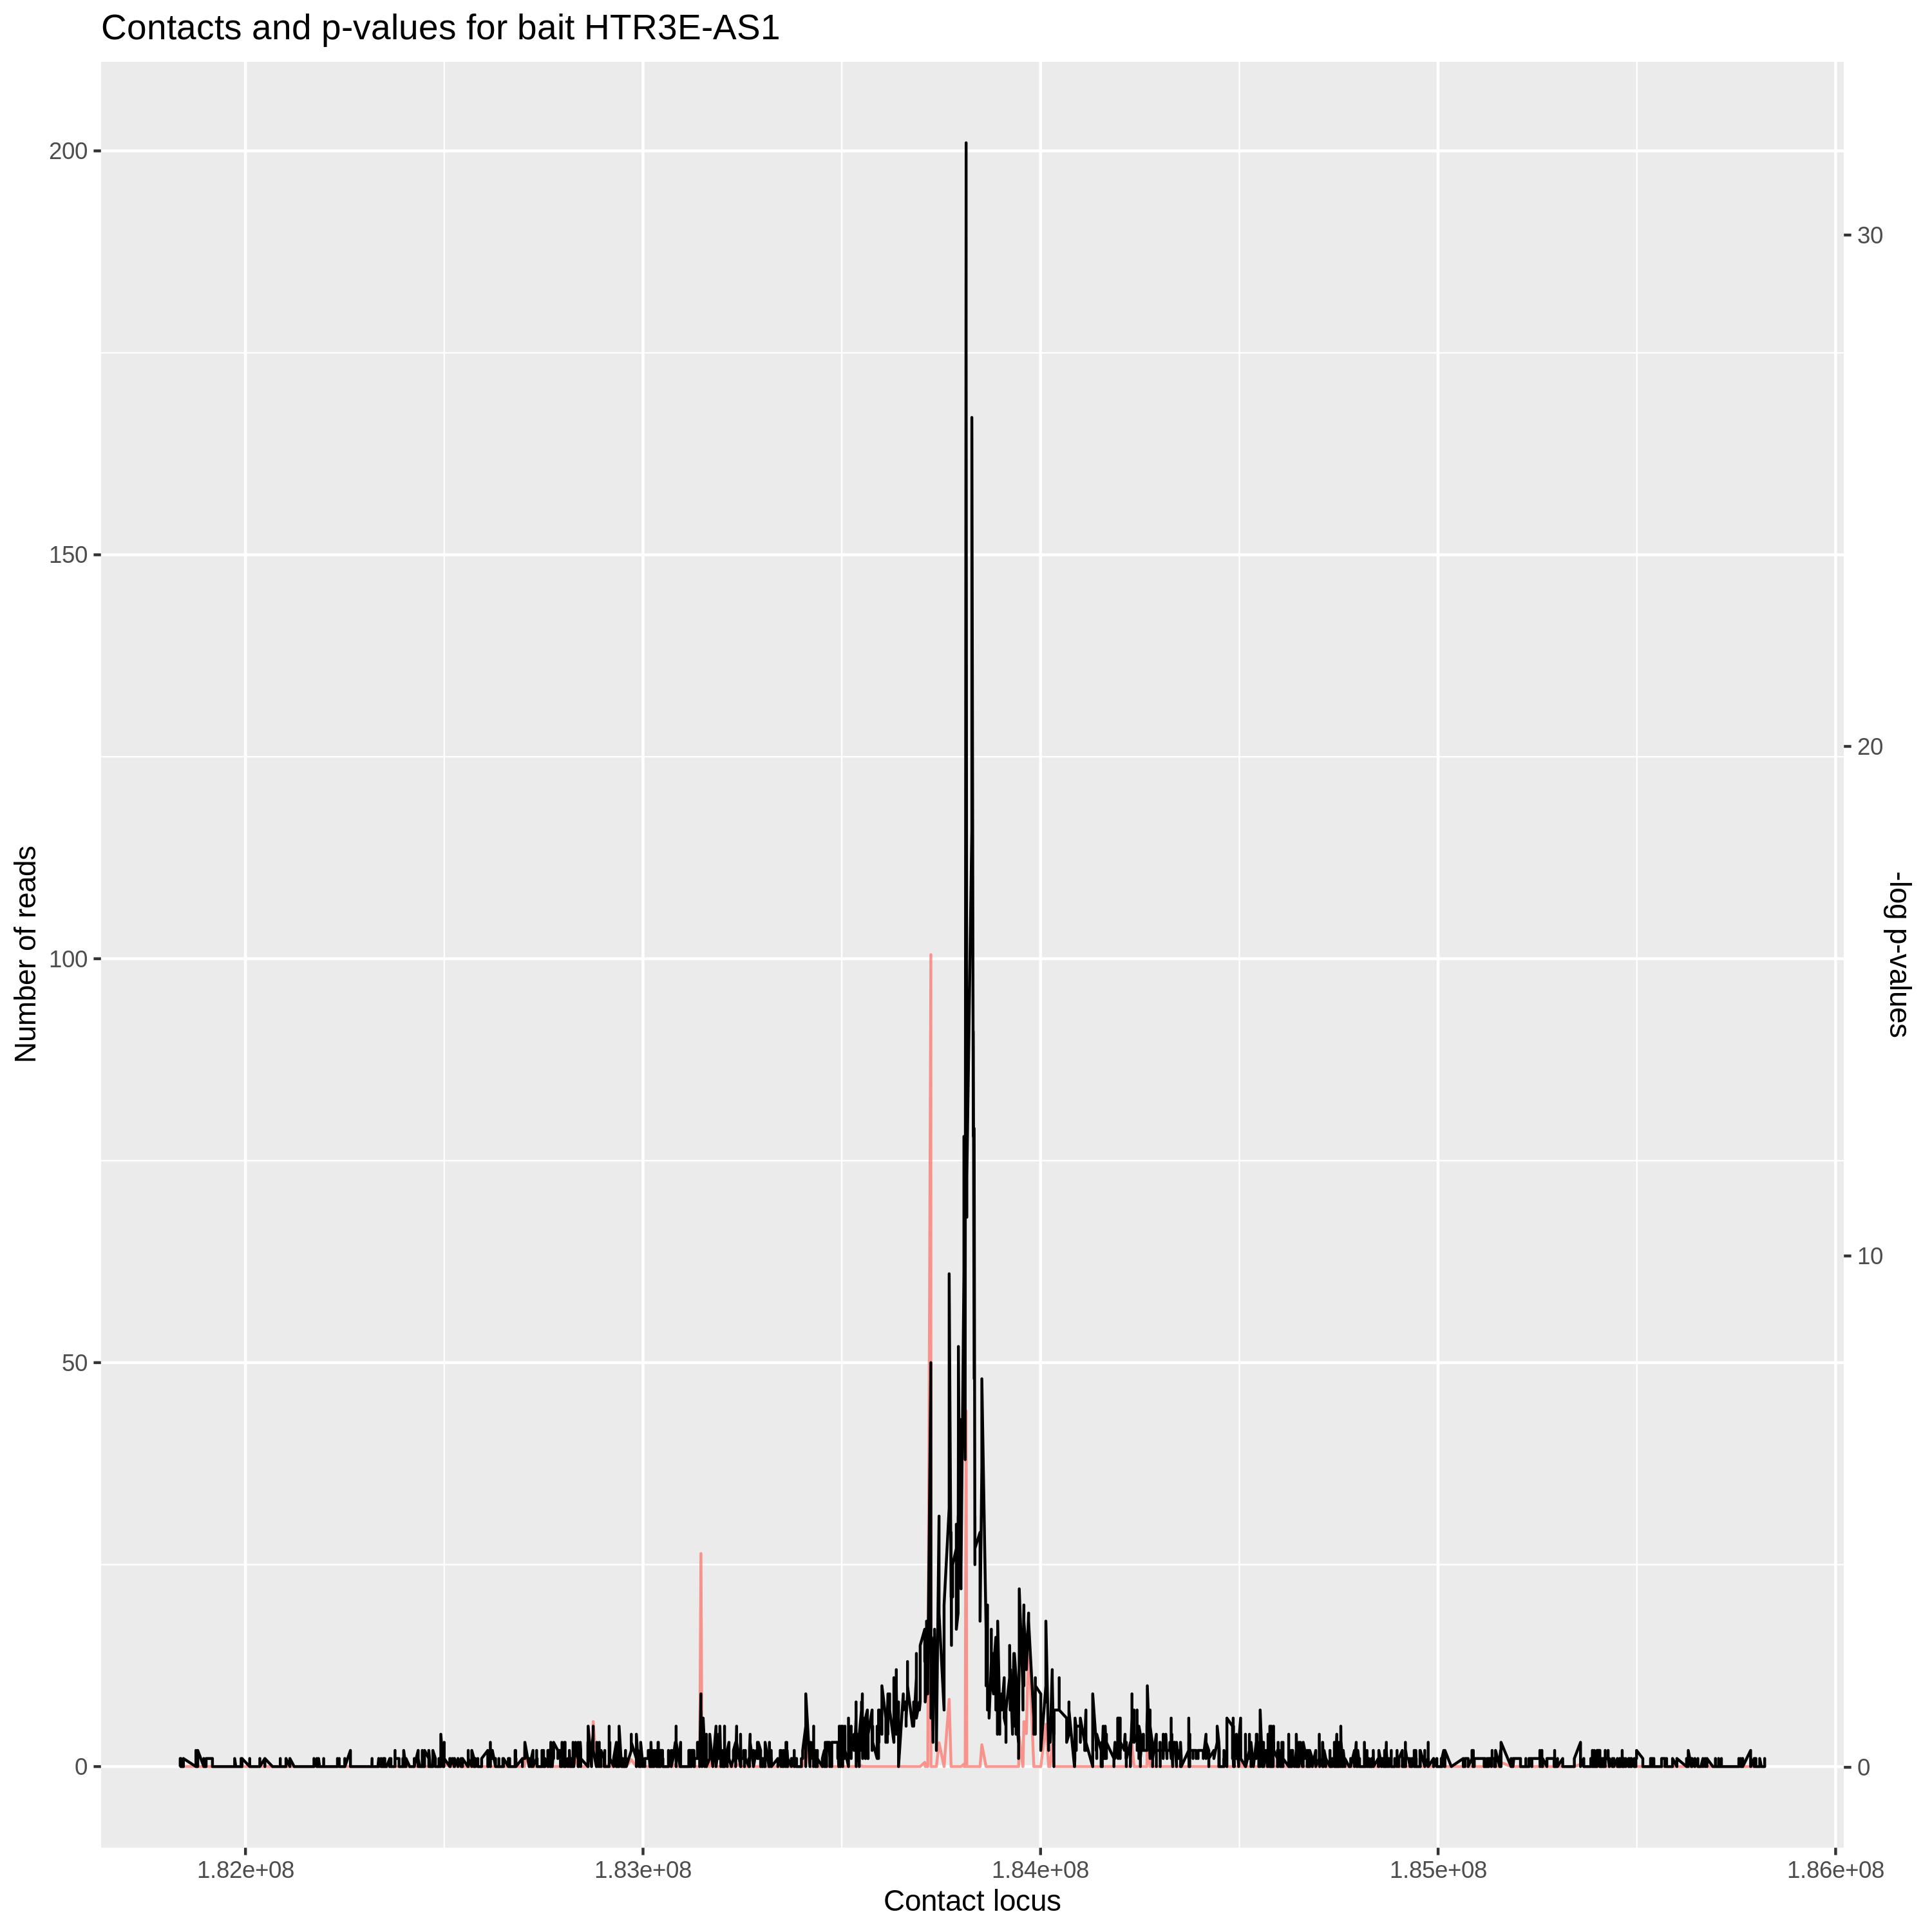 Contacts and p-values for bait HTR3E-AS1
200
150
100
50
0
30
20
10
0
Number of reads
-log p-values
1.82e+08
1.83e+08
1.84e+08
1.85e+08
1.86e+08
Contact locus